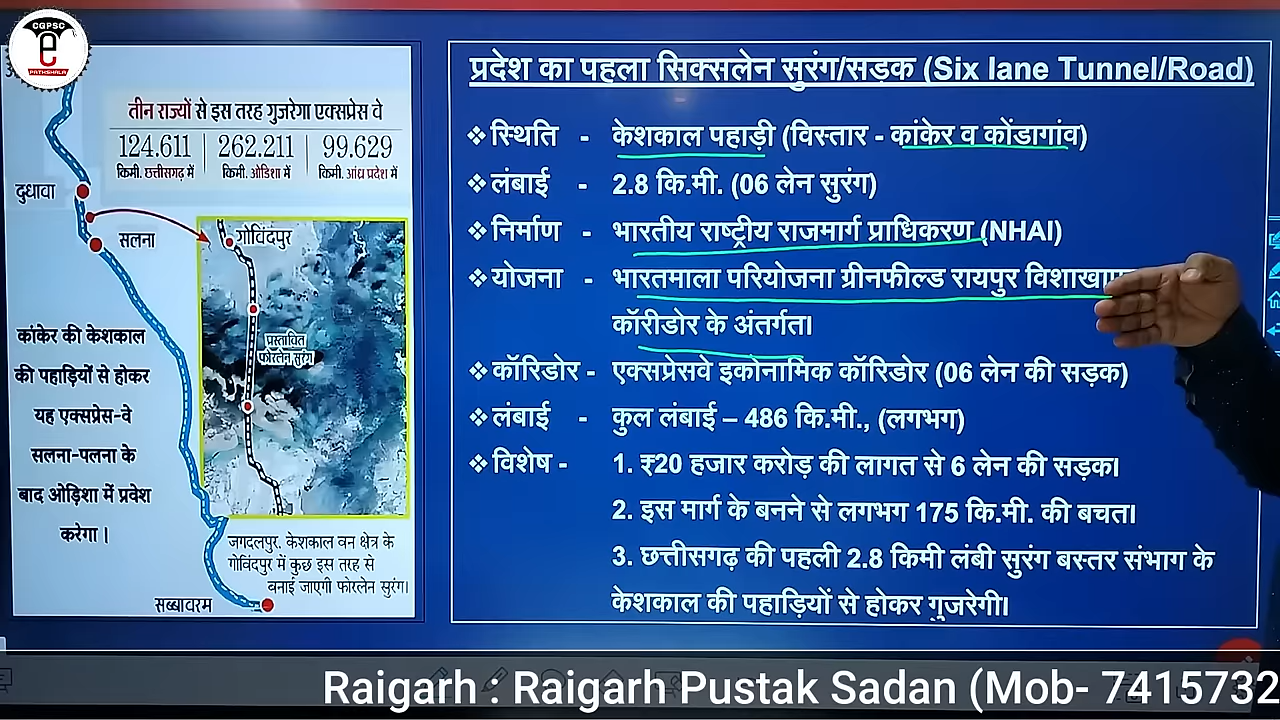 CGPSC
e
PATHSHALA
तीन राज्यों से इस तरह गुजरेगा एक्सप्रेस वे
124.611 262.211 99.629
किमी. छत्तीसगढ़ में किमी. ओडिशा में किमी. आंध्र प्रदेश में
दुधावा
सलना
गोविंदपुर
प्रस्तावित
फोरलेन सुरंग
कांकेर की केशकाल
की पहाड़ियों से होकर
यह एक्सप्रेस-वे
सलना-पलना के
बाद ओड़िशा में प्रवेश
करेगा ।
जगदलपुर. केशकाल वन क्षेत्र के
गोविंदपुर में कुछ इस तरह से
बनाई जाएगी फोरलेन सुरंग।
सब्बावरम
प्रदेश का पहला सिक्सलेन सुरंग/सड़क (Six lane Tunnel/Road)
❖ स्थिति - केशकाल पहाड़ी (विस्तार - कांकेर व कोंडागांव)
❖ लंबाई - 2.8 कि.मी. (06 लेन सुरंग)
❖ निर्माण - भारतीय राष्ट्रीय राजमार्ग प्राधिकरण (NHAI)
❖ योजना - भारतमाला परियोजना ग्रीनफील्ड रायपुर
कॉरीडोर के अंतर्गत।
❖ कॉरिडोर - एक्सप्रेसवे इकोनामिक कॉरिडोर (06 लेन की सड़क)
❖ लंबाई - कुल लंबाई – 486 कि.मी., (लगभग)
❖ विशेष - 1. ₹20 हजार करोड़ की लागत से 6 लेन की सड़क।
2. इस मार्ग के बनने से लगभग 175 कि.मी. की बचत।
3. छत्तीसगढ़ की पहली 2.8 किमी लंबी सुरंग बस्तर संभाग के
केशकाल की पहाड़ियों से होकर गुजरेगी।
Raigarh : Raigarh Pustak Sadan (Mob- 7415732